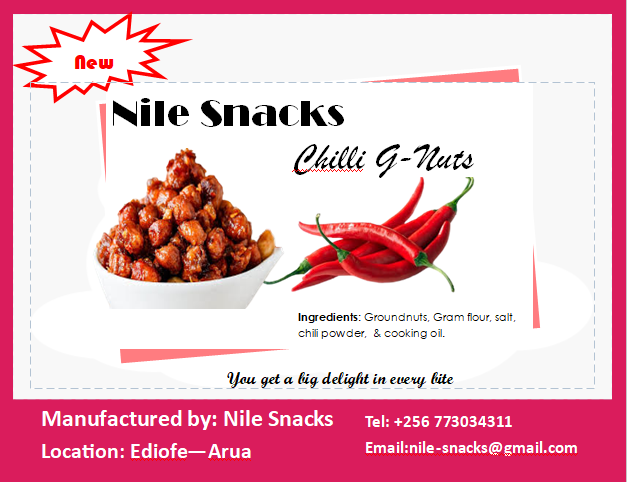 New
Nile Snacks
Chilli G-Nuts
Ingredients: Groundnuts, Gram flour, salt,
chili powder, & cooking oil.
You get a big delight in every bite
Manufactured by: Nile Snacks
Location: Ediofe—Arua
Tel: +256 773034311
Email:nile-snacks@gmail.com